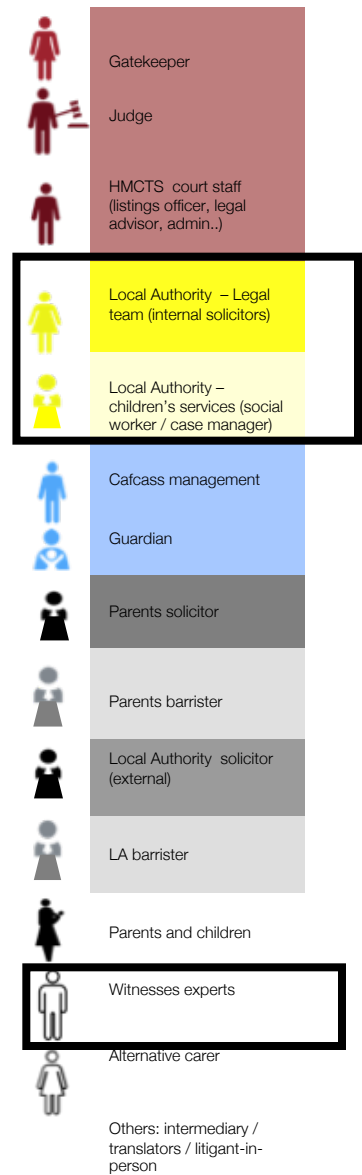 Gatekeeper
Judge
HMCTS court staff
(listings officer, legal
advisor, admin..)
Local Authority – Legal
team (internal solicitors)
Local Authority –
children's services (social
worker / case manager)
Cafcass management
Guardian
Parents solicitor
Parents barrister
Local Authority solicitor
(external)
LA barrister
Parents and children
Witnesses experts
Alternative carer
Others: intermediary /
translators / litigant-in-
person